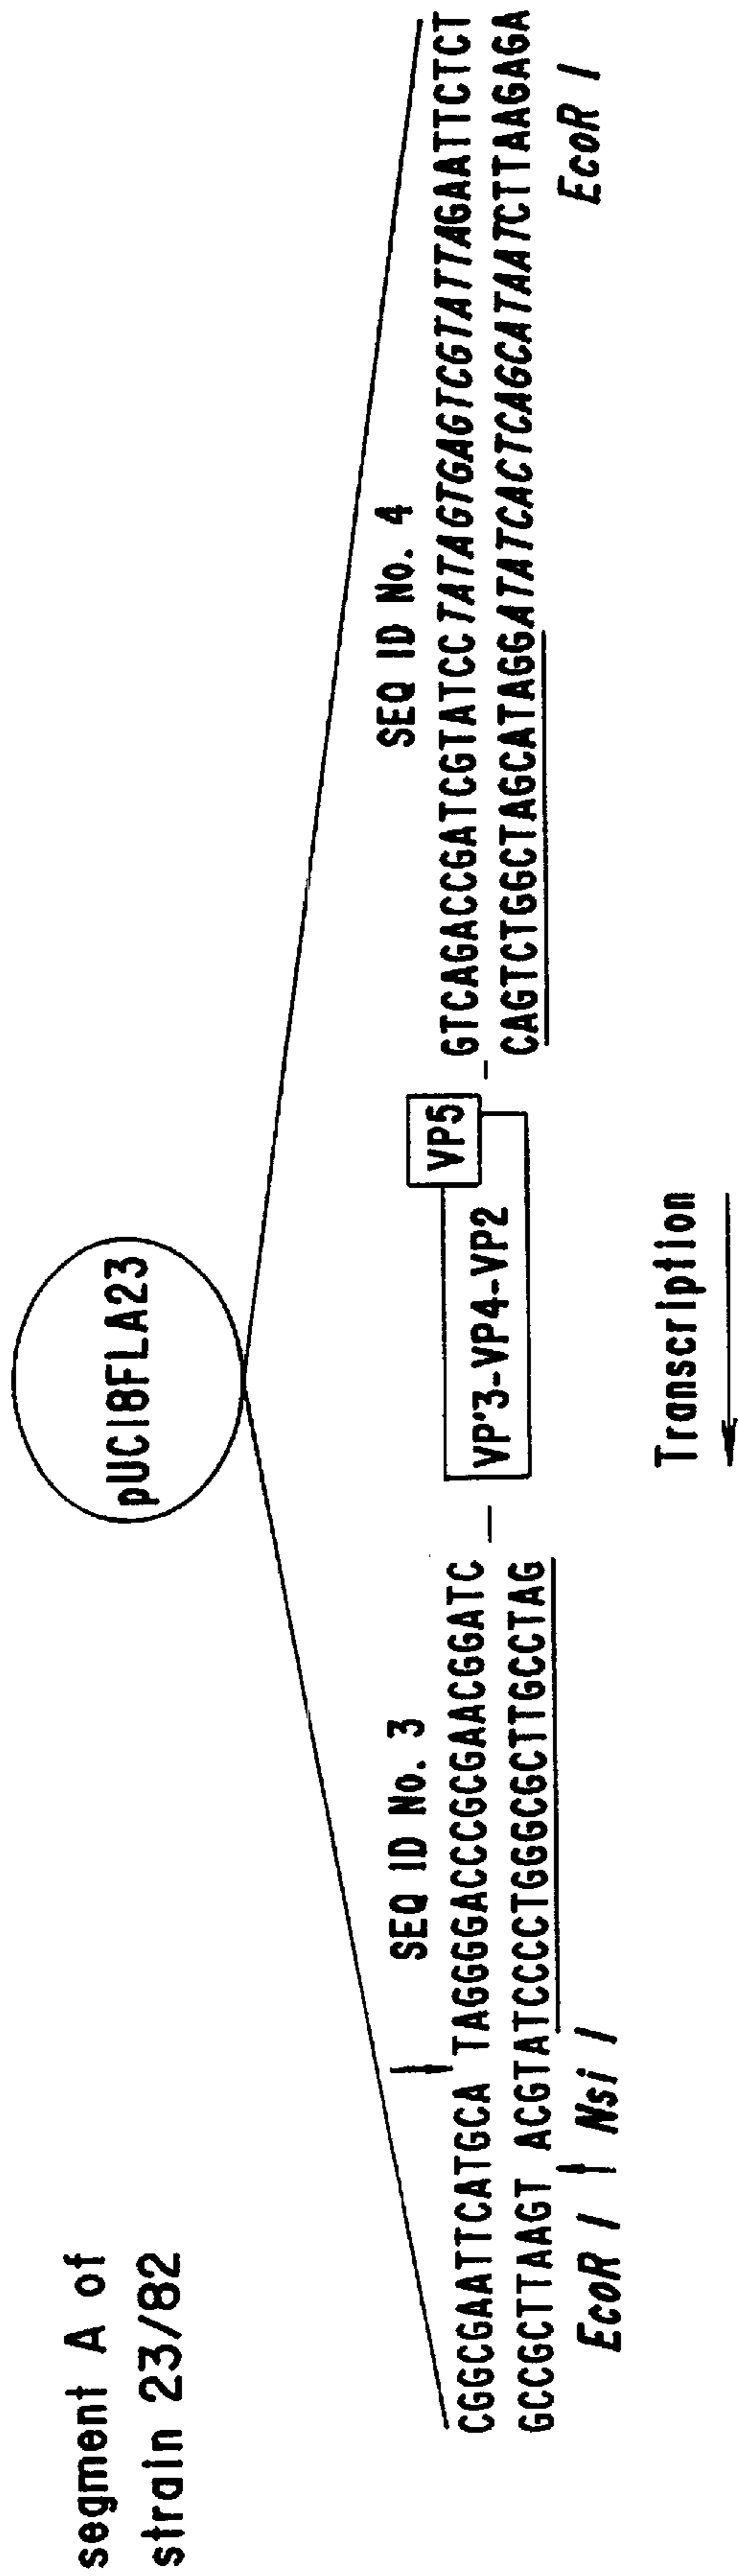 segment A of
strain 23/82
pUC18FLA23
SEQ ID No. 3
CGGCGAATTCATGCA TAGGGGACCCGCGAACGGATC
GCCGCTTAAGT ACGTATCCCCTGGGCGCTTGCCTAG
EcoR I
Nsi I
VP5
VP'3-VP4-VP2
SEQ ID No. 4
GTCAGACCGATCGTATCCTATAGTGAGTCGTATTAGAATTCTCT
CAGTCTGGCTAGCATAGGATATCACTCAGCATAATCTTAAGAGA
EcoR I
Transcription